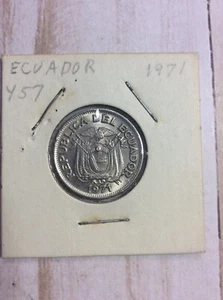 ECUADOR 1971
Y57
REPUBLICA DEL ECUADOR
1971